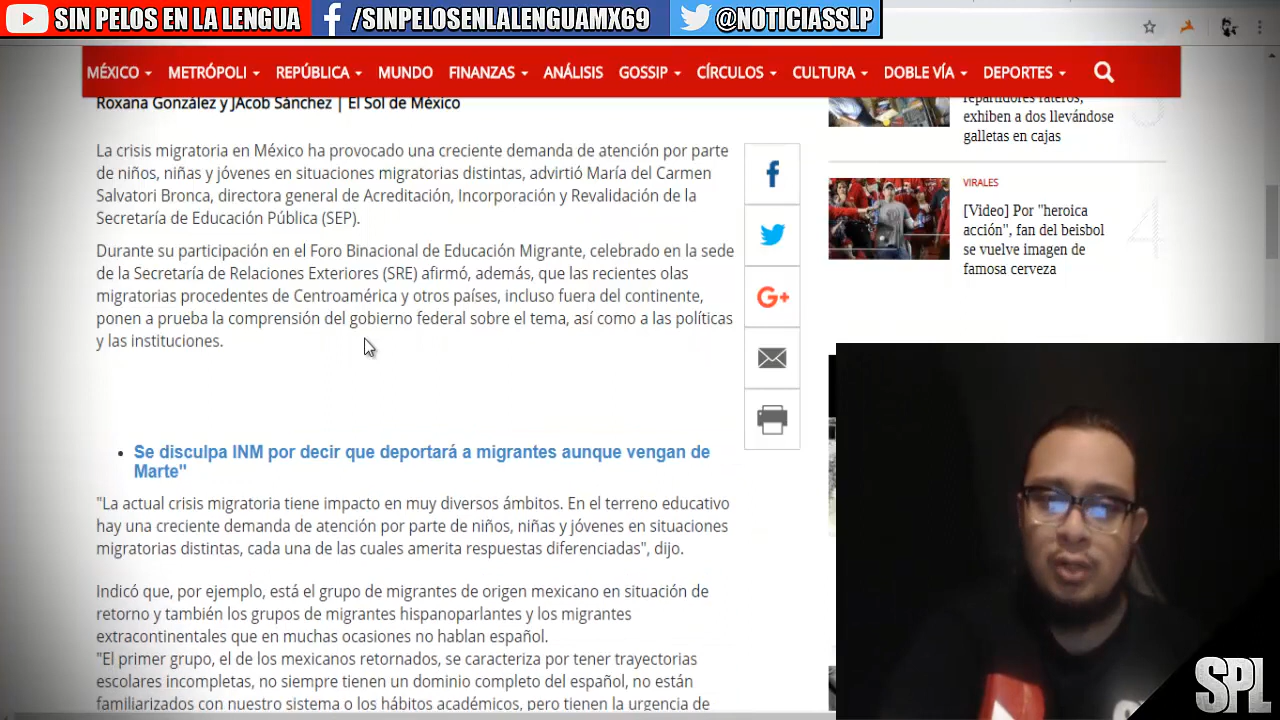 SIN PELOS EN LA LENGUA
/SINPELOSENLALENGUAMX69
@NOTICIASSLP
MÉXICO METRÓPOLI REPÚBLICA MUNDO FINANZAS ANÁLISIS GOSSIP CÍRCULOS CULTURA DOBLE VÍA DEPORTES
Roxana González y JAcob Sánchez | El Sol de México
La crisis migratoria en México ha provocado una creciente demanda de atención por parte
de niños, niñas y jóvenes en situaciones migratorias distintas, advirtió María del Carmen
Salvatori Bronca, directora general de Acreditación, Incorporación y Revalidación de la
Secretaría de Educación Pública (SEP).
Durante su participación en el Foro Binacional de Educación Migrante, celebrado en la sede
de la Secretaría de Relaciones Exteriores (SRE) afirmó, además, que las recientes olas
migratorias procedentes de Centroamérica y otros países, incluso fuera del continente,
ponen a prueba la comprensión del gobierno federal sobre el tema, así como a las políticas
y las instituciones.
Se disculpa INM por decir que deportará a migrantes aunque vengan de
Marte"
"La actual crisis migratoria tiene impacto en muy diversos ámbitos. En el terreno educativo
hay una creciente demanda de atención por parte de niños, niñas y jóvenes en situaciones
migratorias distintas, cada una de las cuales amerita respuestas diferenciadas", dijo.
Indicó que, por ejemplo, está el grupo de migrantes de origen mexicano en situación de
retorno y también los grupos de migrantes hispanoparlantes y los migrantes
extracontinentales que en muchas ocasiones no hablan español.
"El primer grupo, el de los mexicanos retornados, se caracteriza por tener trayectorias
escolares incompletas, no siempre tienen un dominio completo del español, no están
familiarizados con nuestro sistema o los hábitos académicos, pero tienen la urgencia de
repartidores rateros,
exhiben a dos llevándose
galletas en cajas
3
VIRALES
[Video] Por "heroica
acción", fan del beisbol
se vuelve imagen de
famosa cerveza
4
G+
SPL